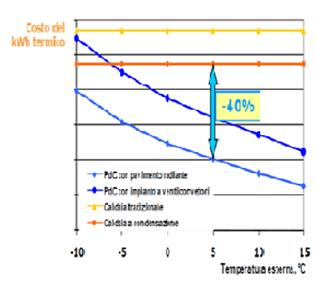 Costo del
kWh termico
-40%
PdC con pavimento radiante
PdC con impianto a ventilconvettori
Caldaia tradizionale
Caldaia a condensazione
-10 -5 0 5 10 15
Temperatura esterna, °C